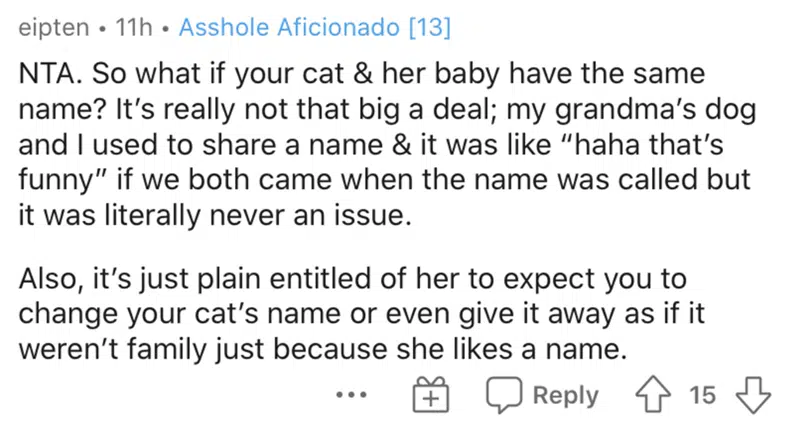 eipten • 11h • Asshole Aficionado [13]
NTA. So what if your cat & her baby have the same
name? It’s really not that big a deal; my grandma’s dog
and I used to share a name & it was like “haha that’s
funny” if we both came when the name was called but
it was literally never an issue.
Also, it’s just plain entitled of her to expect you to
change your cat’s name or even give it away as if it
weren’t family just because she likes a name.
Reply 15